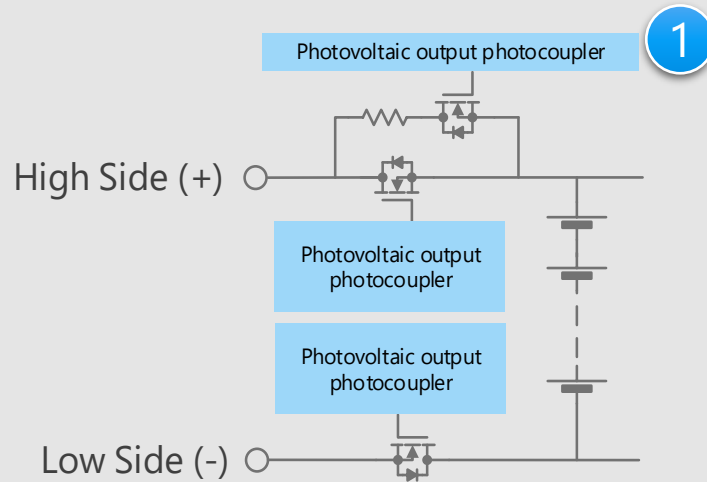 Photovoltaic output photocoupler
1
High Side (+)
Photovoltaic output
photocoupler
Photovoltaic output
photocoupler
Low Side (-)